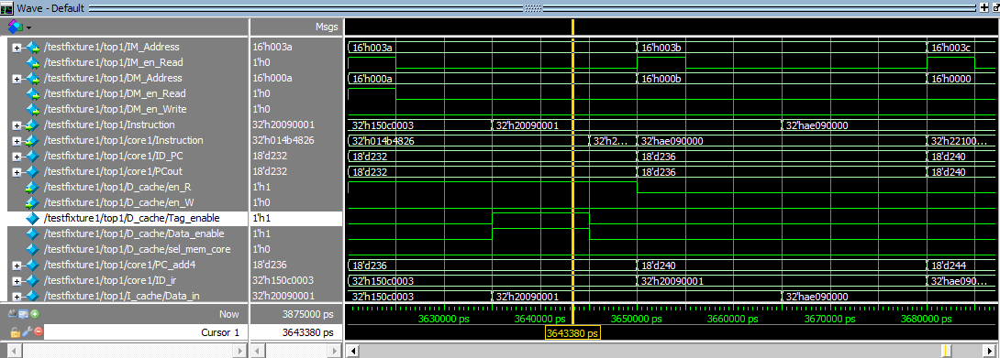 Wave - Default
Msgs
/testfixture1/top1/IM_Address 16'h003a 16'h003a 16'h003b 16'h003c
/testfixture1/top1/IM_en_Read 1'h0
/testfixture1/top1/DM_Address 16'h000a 16'h000a 16'h000b 16'h0000
/testfixture1/top1/DM_en_Read 1'h0
/testfixture1/top1/DM_en_Write 1'h0
/testfixture1/top1/Instruction 32'h20090001 32'h150c0003 32'h20090001 32'hae090000
/testfixture1/top1/core1/Instruction 32'h014b4826 32'h014b4826 32'h2... 32'hae090000 32'h22100...
/testfixture1/top1/core1/ID_PC 18'd232 18'd232 18'd236 18'd240
/testfixture1/top1/core1/PCout 18'd232 18'd232 18'd236 18'd240
/testfixture1/top1/D_cache/en_R 1'h1
/testfixture1/top1/D_cache/en_W 1'h0
/testfixture1/top1/D_cache/Tag_enable 1'h1
/testfixture1/top1/D_cache/Data_enable 1'h1
/testfixture1/top1/D_cache/sel_mem_core 1'h0
/testfixture1/top1/core1/PC_add4 18'd236 18'd236 18'd240 18'd244
/testfixture1/top1/core1/ID_ir 32'h150c0003 32'h150c0003 32'h20090001 32'hae090...
/testfixture1/top1/I_cache/Data_in 32'h20090001 32'h150c0003 32'h20090001 32'hae090000
Now 3875000 ps 3630000 ps 3640000 ps 3650000 ps 3660000 ps 3670000 ps 3680000 ps
Cursor 1 3643380 ps 3643380 ps